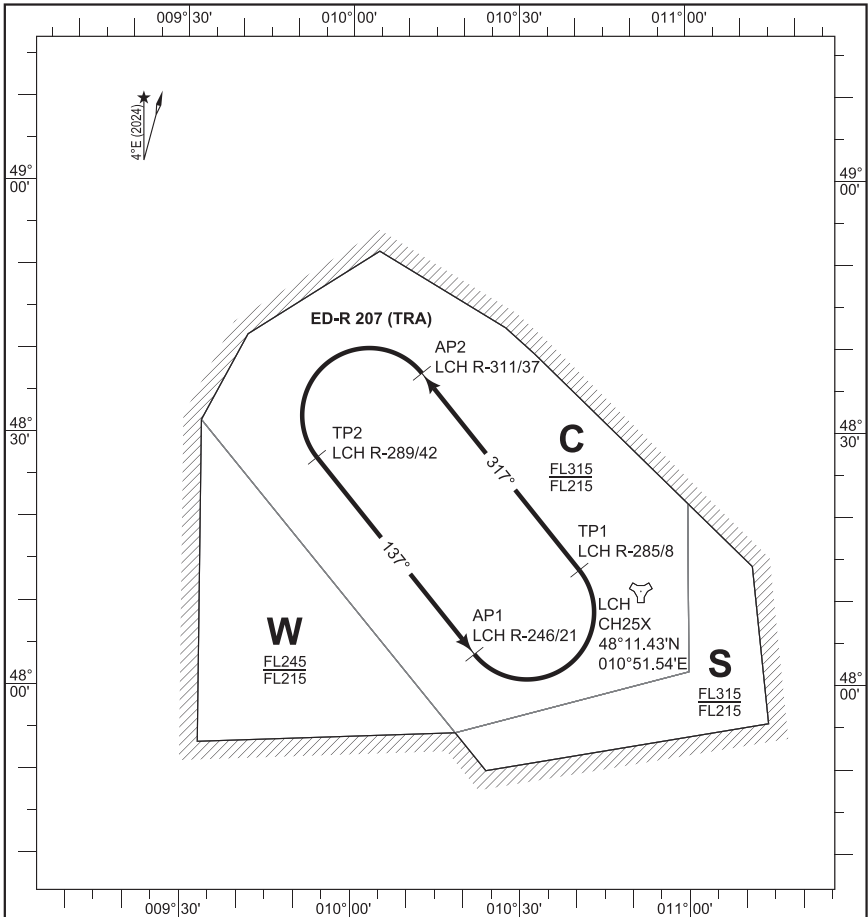 009° 30'
010° 00'
010° 30'
011° 00'
4°E (2024)
49°
00'
49°
00'
ED-R 207 (TRA)
AP2
LCH R-311/37
48°
30'
TP2
LCH R-289/42
C
FL315
FL215
48°
30'
317°
137°
TP1
LCH R-285/8
LCH
CH25X
48°11.43'N
010°51.54'E
AP1
LCH R-246/21
W
FL245
FL215
S
FL315
FL215
48°
00'
48°
00'
009°30'
010°00'
010°30'
011°00'